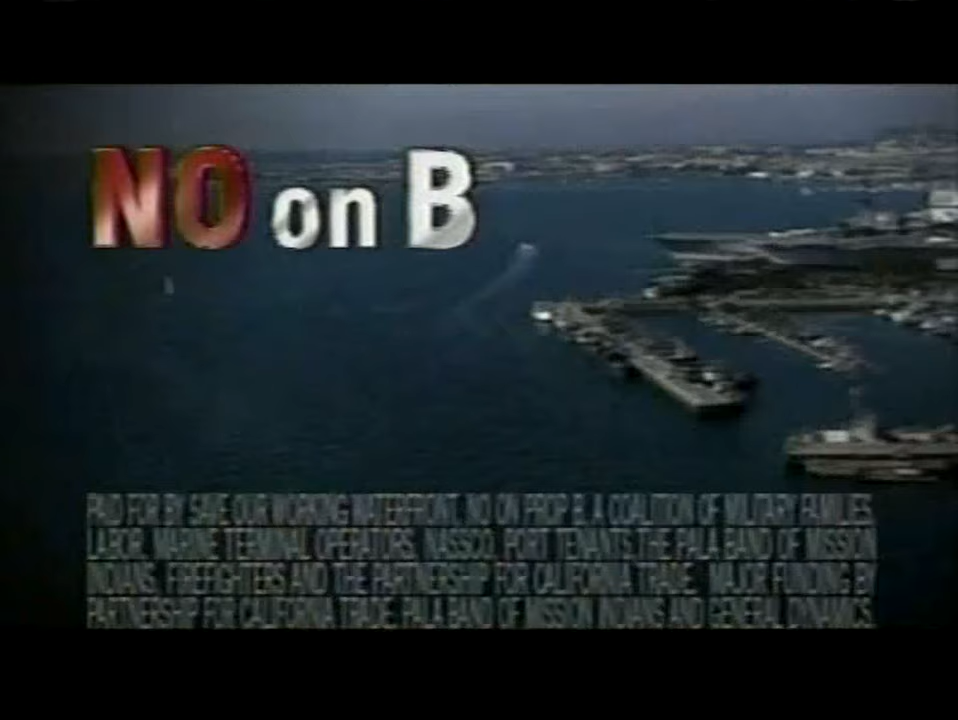 NO on B
PAID FOR BY SAVE OUR WORKING WATERFRONT, NO ON PROP B, A COALITION OF MILITARY FAMILIES,
LABOR, MARINE TERMINAL OPERATORS, NASSCO, PORT TENANTS, THE PALA BAND OF MISSION
INDIANS, FIREFIGHTERS AND THE PARTNERSHIP FOR CALIFORNIA TRADE. MAJOR FUNDING BY
PARTNERSHIP FOR CALIFORNIA TRADE, PALA BAND OF MISSION INDIANS AND GENERAL DYNAMICS.